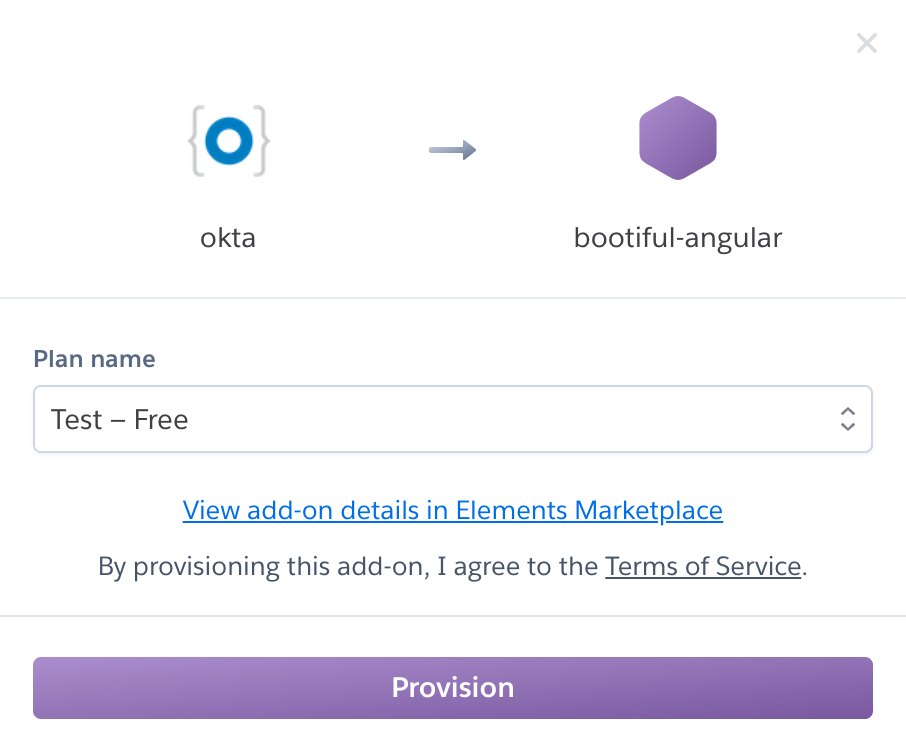 okta
bootiful-angular
Plan name
Test – Free
View add-on details in Elements Marketplace
By provisioning this add-on, I agree to the Terms of Service.
Provision